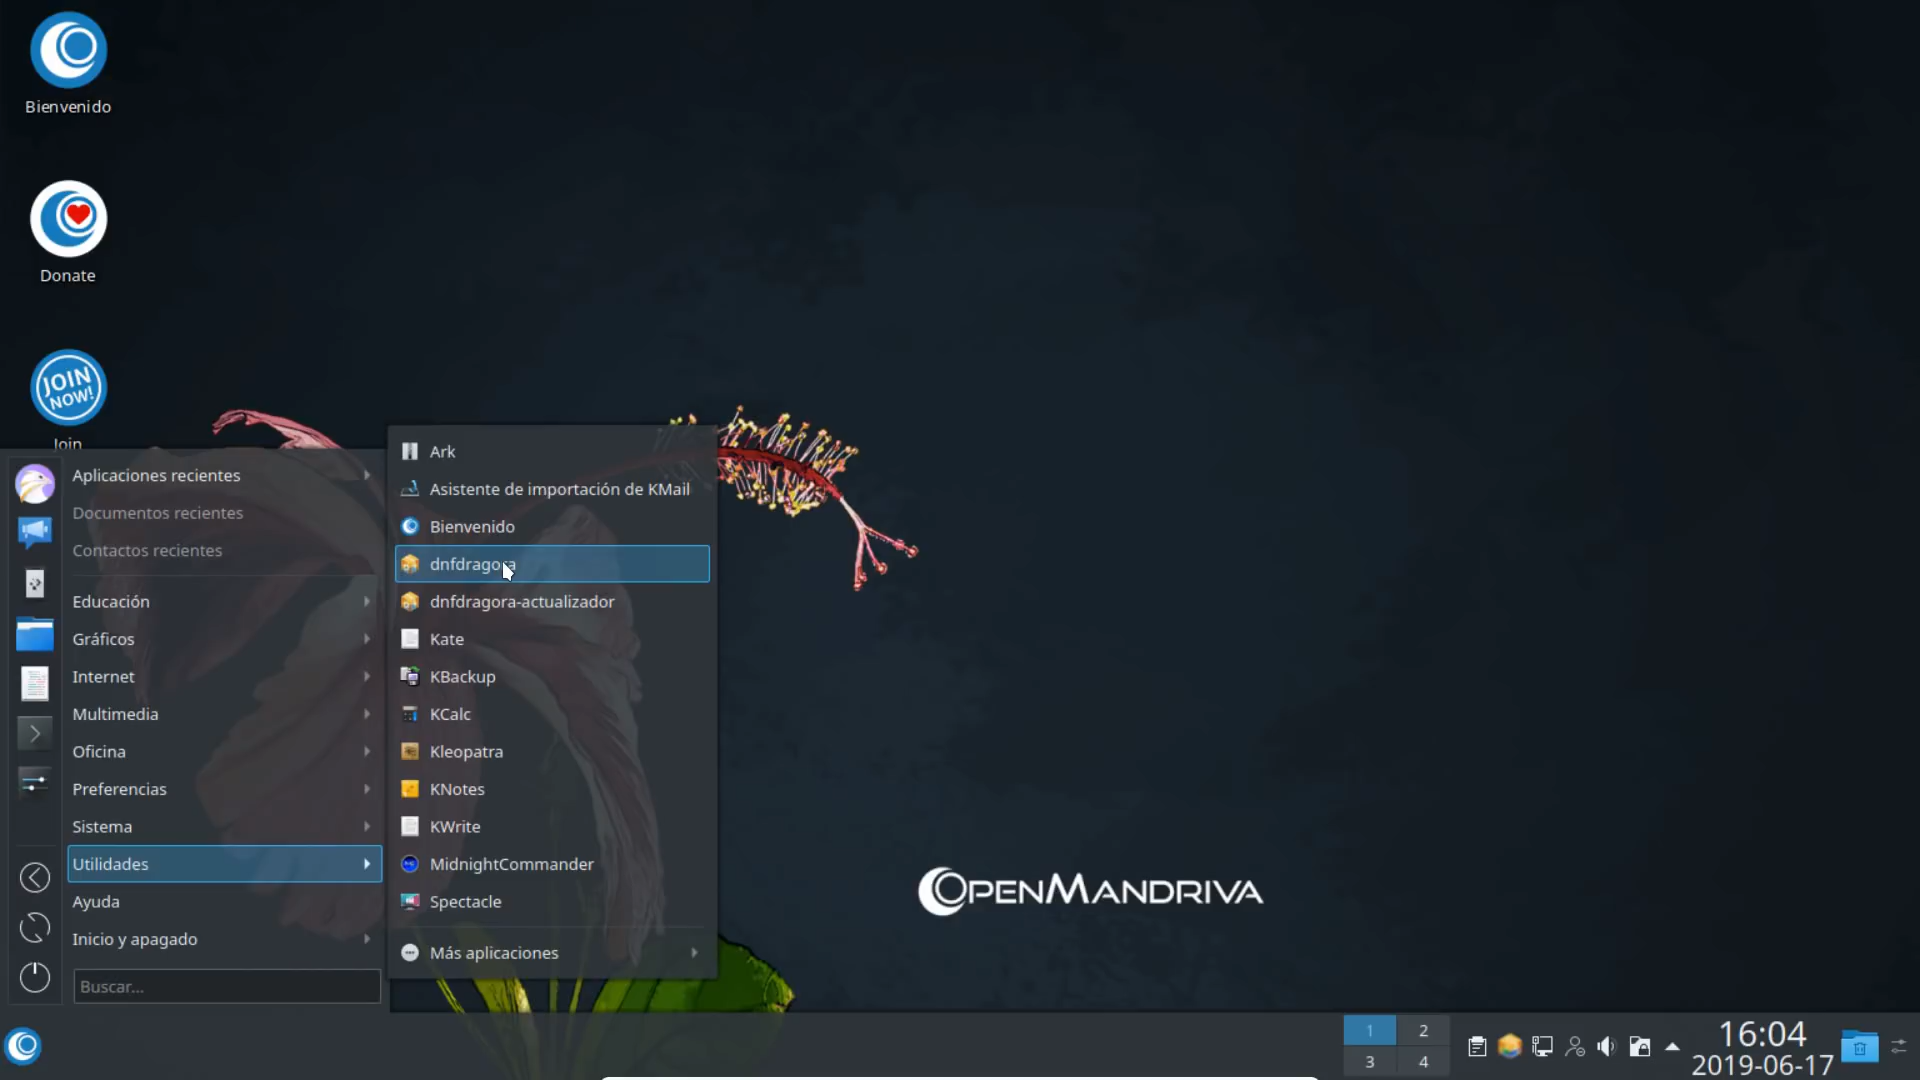 Bienvenido
Donate
JOIN NOW!
Join
Aplicaciones recientes
Documentos recientes
Contactos recientes
Educación
Gráficos
Internet
Multimedia
Oficina
Preferencias
Sistema
Utilidades
Ayuda
Inicio y apagado
Buscar...
Ark
Asistente de importación de KMail
Bienvenido
dnfdragora
dnfdragora-actualizador
Kate
KBackup
KCalc
Kleopatra
KNotes
KWrite
MidnightCommander
Spectacle
Más aplicaciones
OPENMANDRIVA
1 2
3 4
16:04
2019-06-17